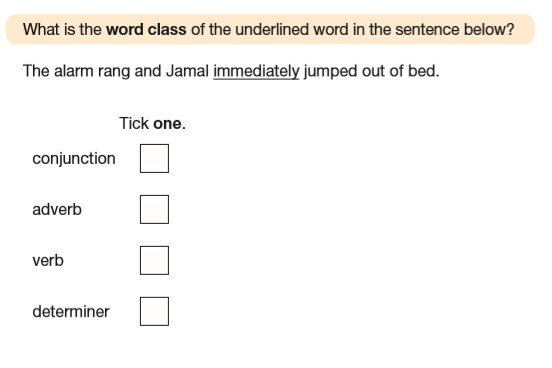 What is the word class of the underlined word in the sentence below?
The alarm rang and Jamal immediately jumped out of bed.
Tick one.
conjunction
adverb
verb
determiner